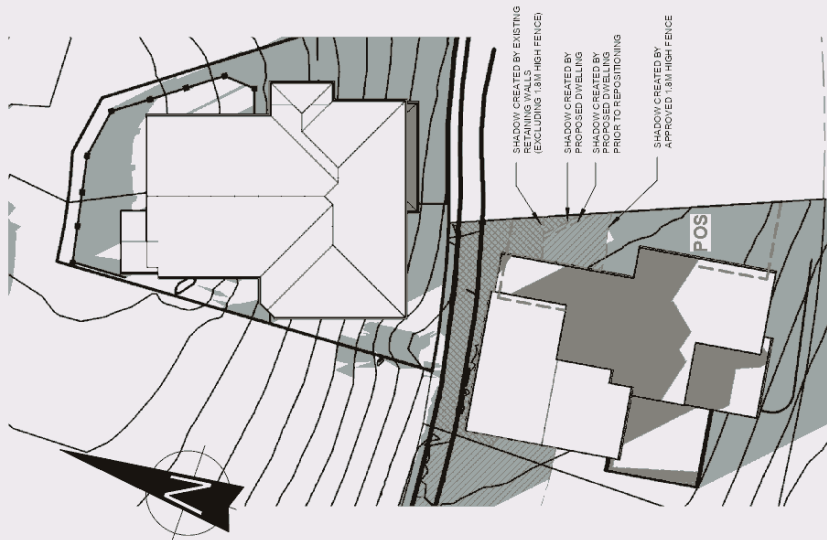 SHADOW CREATED BY EXISTING
RETAINING WALLS
(EXCLUDING 1.8M HIGH FENCE)
SHADOW CREATED BY
PROPOSED DWELLING
SHADOW CREATED BY
PROPOSED DWELLING
PRIOR TO REPOSITIONING
SHADOW CREATED BY
APPROVED 1.8M HIGH FENCE
POS
N